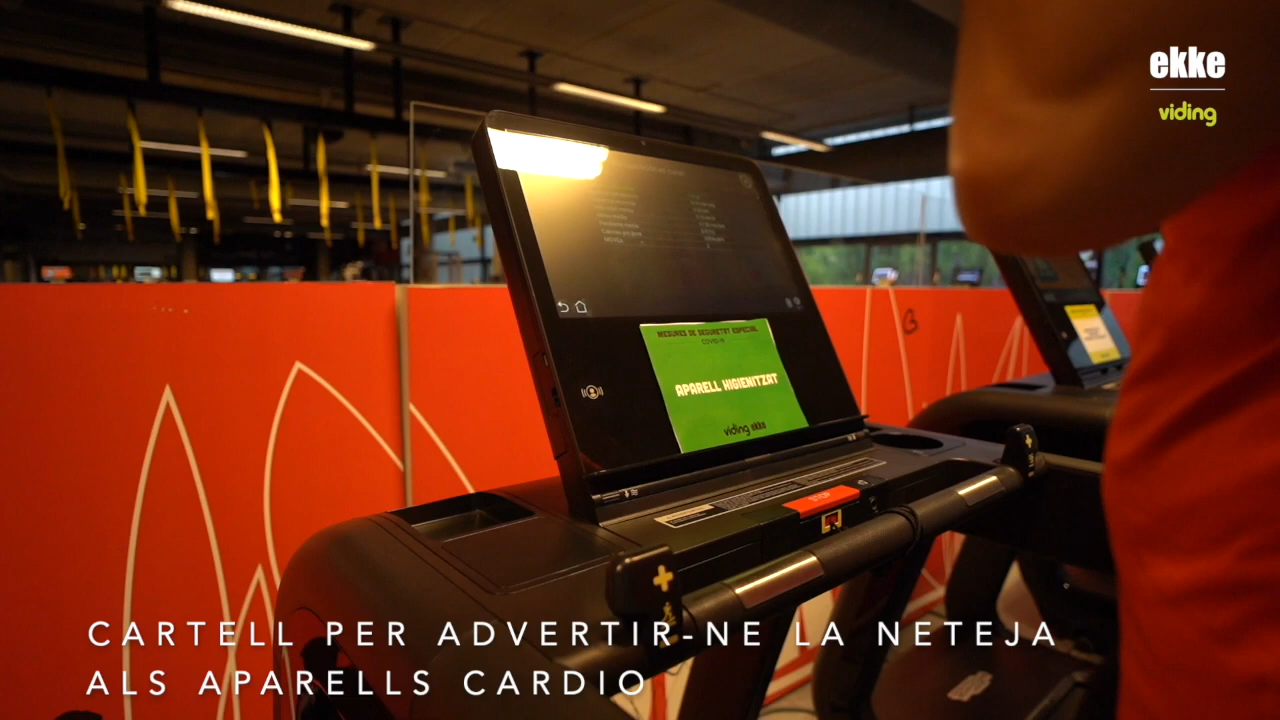 ekke
viding
MESURES DE SEGURETAT ESPECIAL
COVID-19
APARELL HIGIENITZAT
viding ekke
STOP
CARTELL PER ADVERTIR-NE LA NETEJA
ALS APARELLS CARDIO